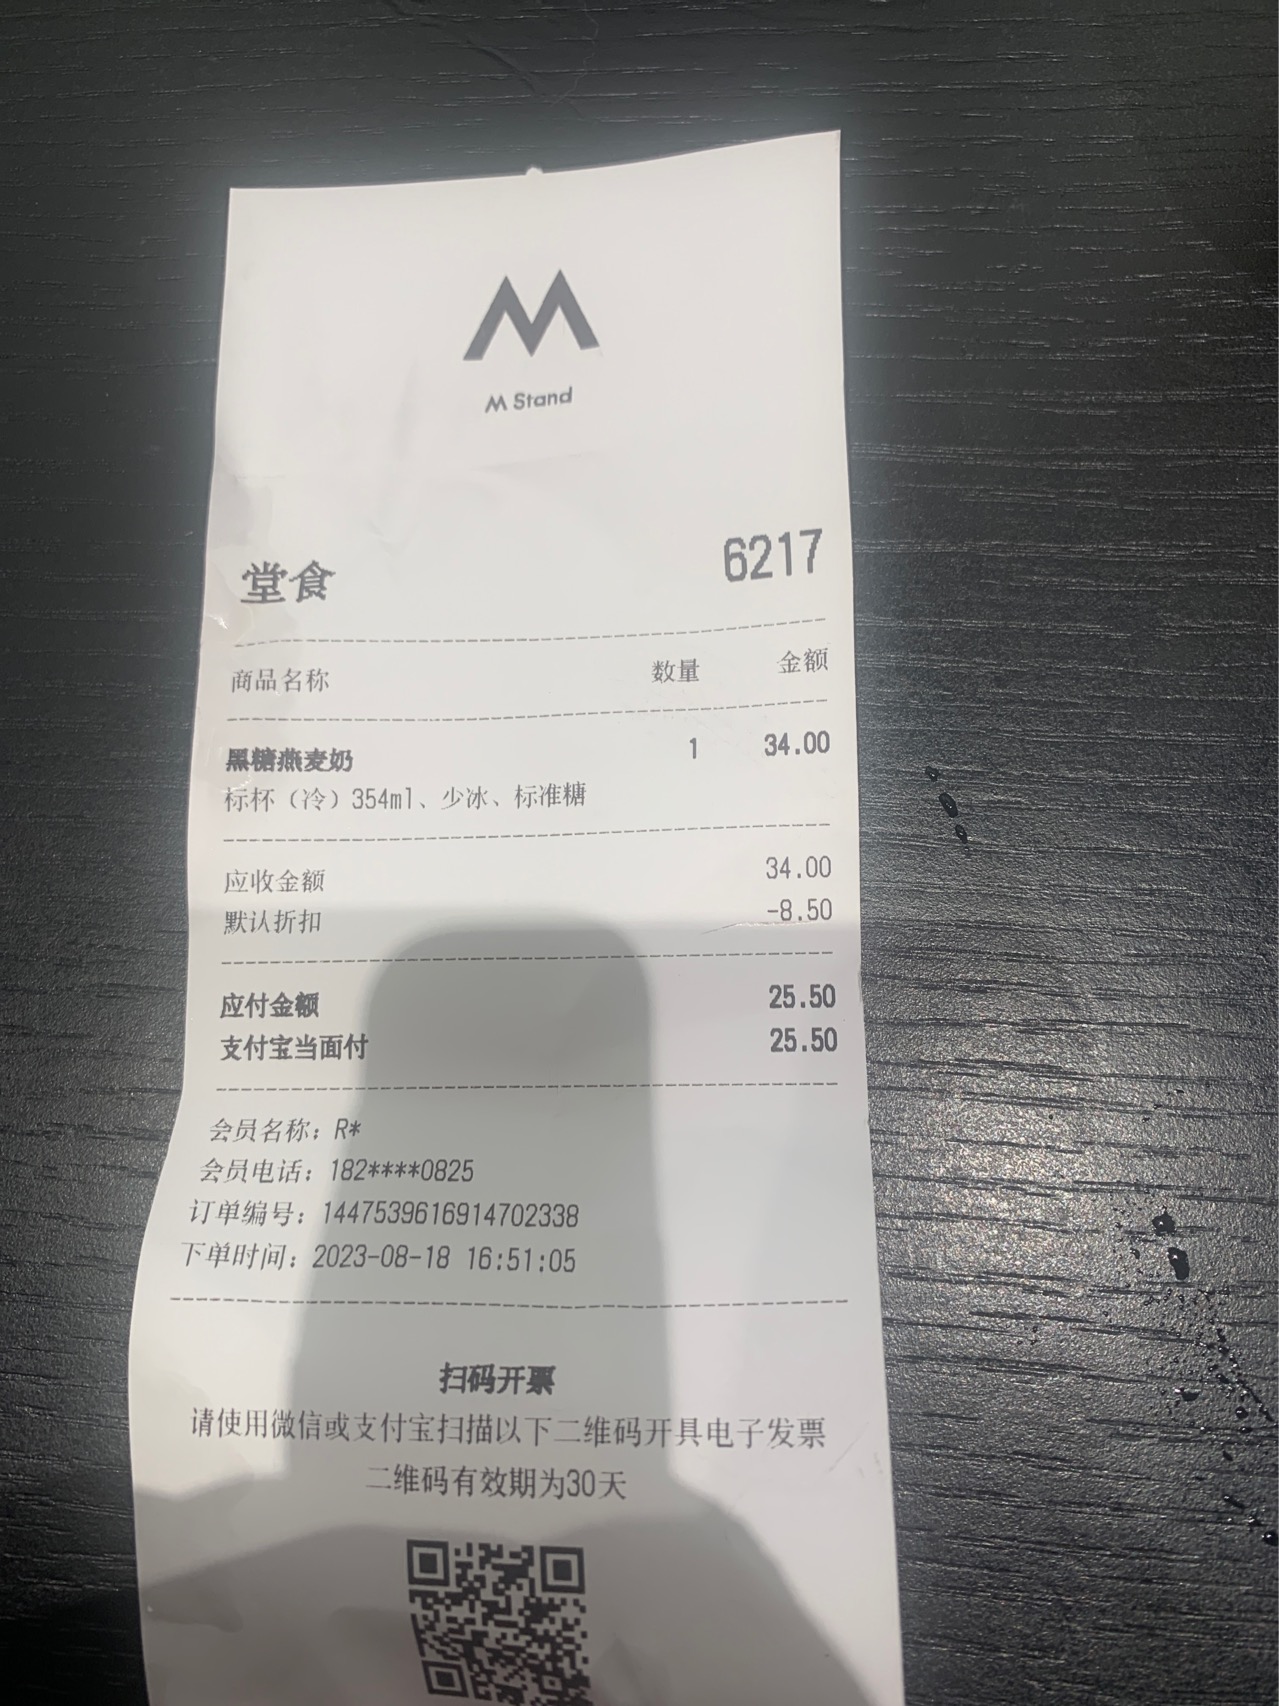 M Stand
堂食 6217
商品名称 数量 金额
黑糖燕麦奶 1 34.00
标杯（冷）354ml、少冰、标准糖
应收金额 34.00
默认折扣 -8.50
应付金额 25.50
支付宝当面付 25.50
会员名称：R*
会员电话：182****0825
订单编号：1447539616914702338
下单时间：2023-08-18 16:51:05
扫码开票
请使用微信或支付宝扫描以下二维码开具电子发票
二维码有效期为30天